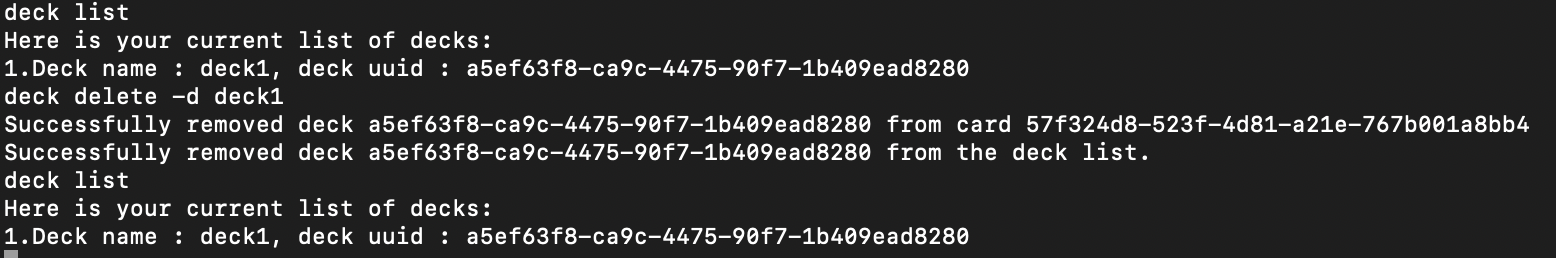 deck list
Here is your current list of decks:
1.Deck name : deck1, deck uuid : a5ef63f8-ca9c-4475-90f7-1b409ead8280
deck delete -d deck1
Successfully removed deck a5ef63f8-ca9c-4475-90f7-1b409ead8280 from card 57f324d8-523f-4d81-a21e-767b001a8bb4
Successfully removed deck a5ef63f8-ca9c-4475-90f7-1b409ead8280 from the deck list.
deck list
Here is your current list of decks:
1.Deck name : deck1, deck uuid : a5ef63f8-ca9c-4475-90f7-1b409ead8280